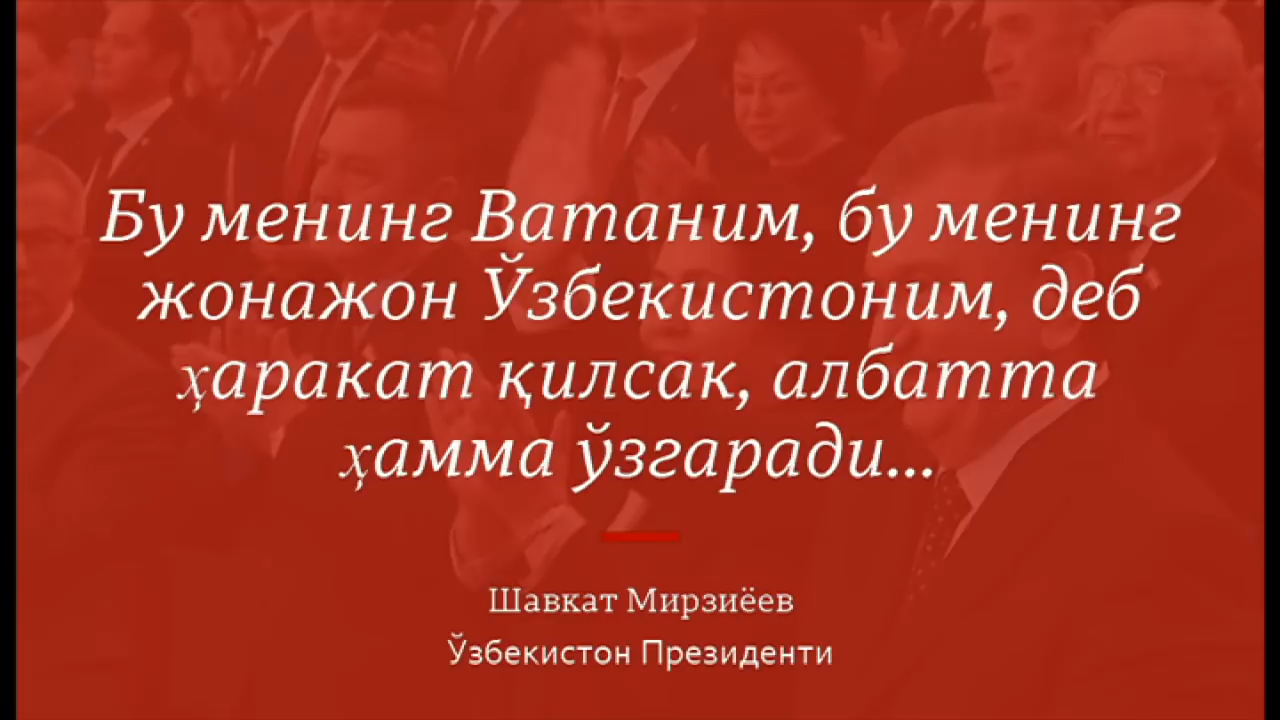 Бу менинг Ватаним, бу менинг
жонажон Ўзбекистоним, деб
ҳаракат қилсак, албатта
ҳамма ўзгаради...
Шавкат Мирзиёев
Ўзбекистон Президенти